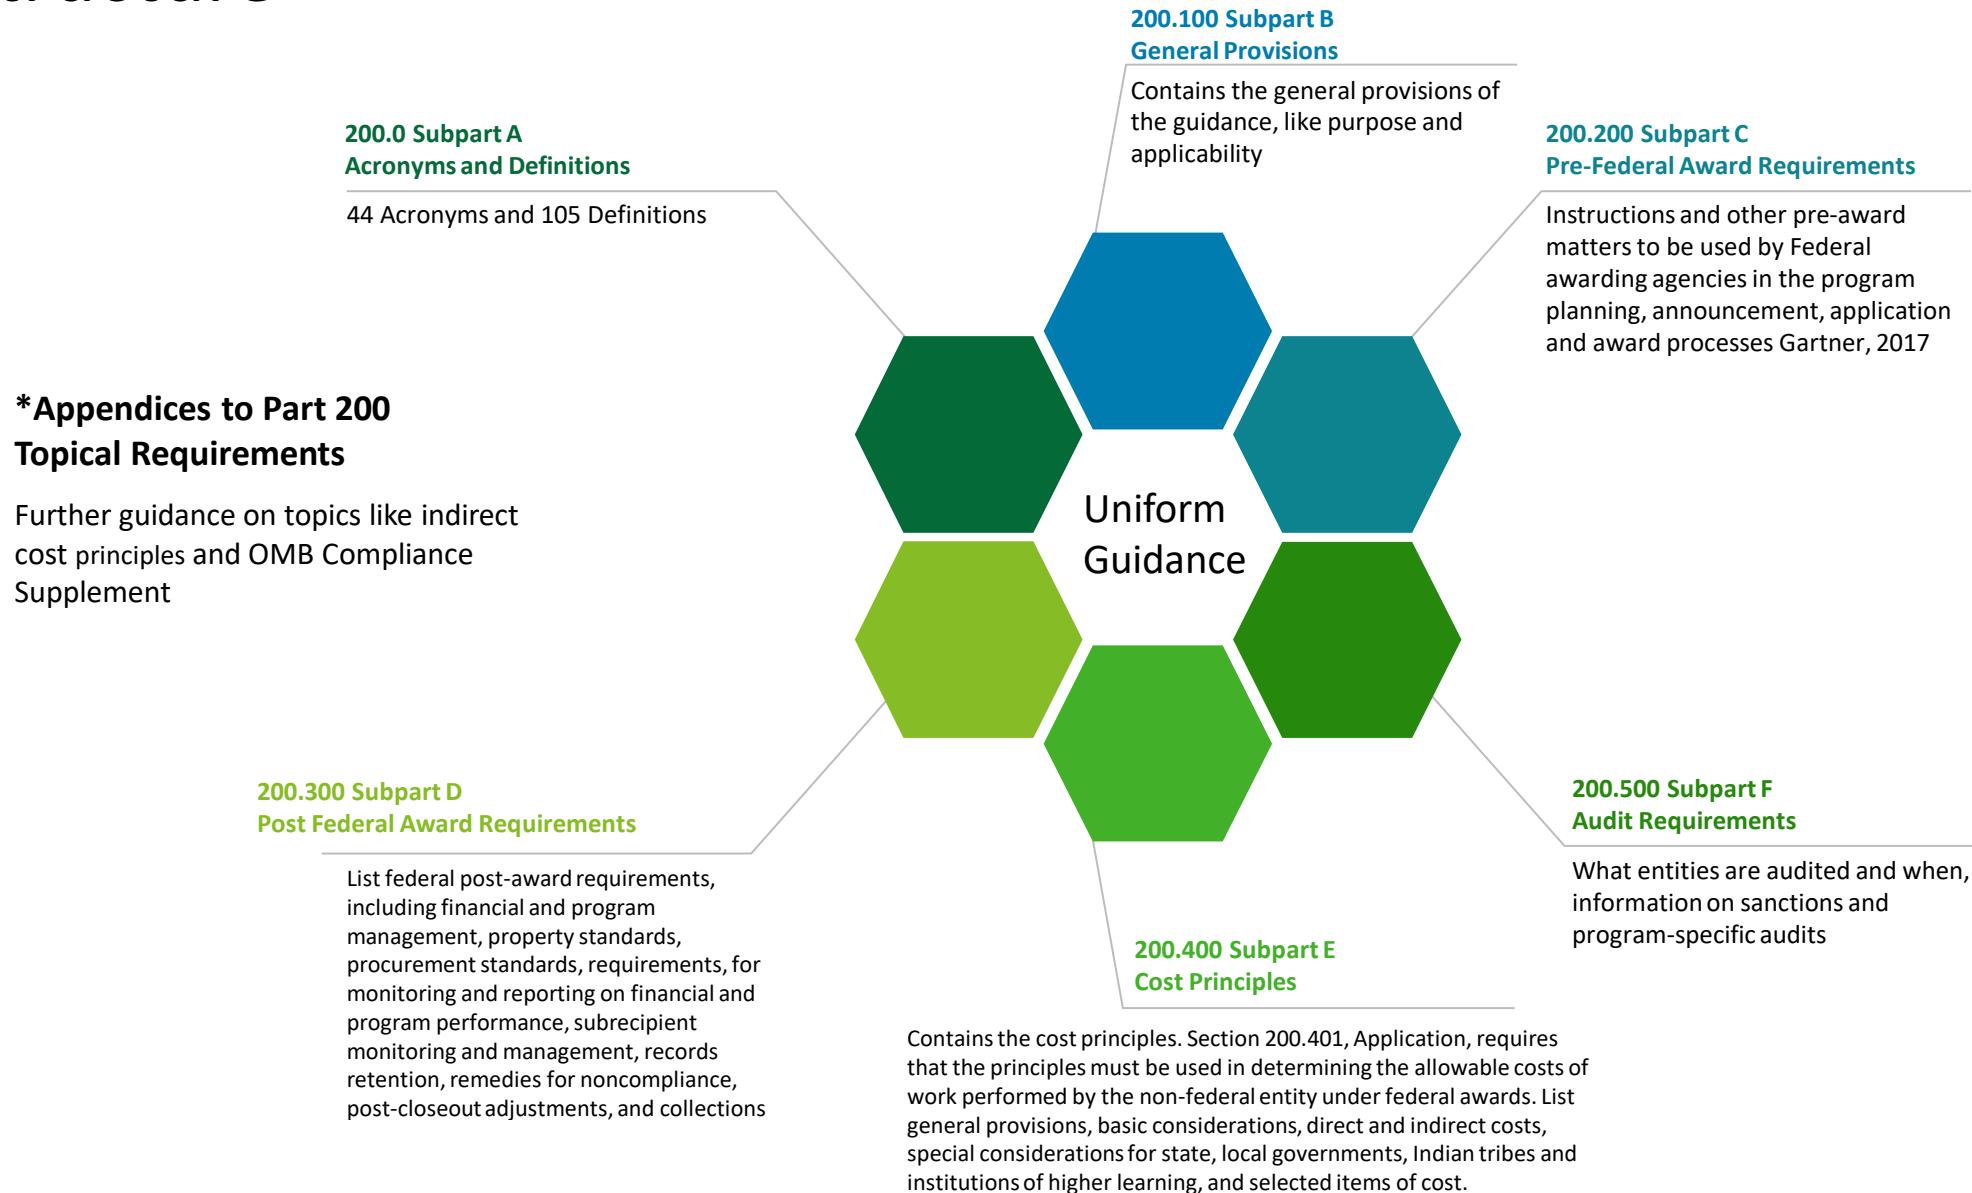 200.100 Subpart B
General Provisions
Contains the general provisions of
the guidance, like purpose and
applicability
200.0 Subpart A
Acronyms and Definitions
44 Acronyms and 105 Definitions
200.200 Subpart C
Pre-Federal Award Requirements
Instructions and other pre-award
matters to be used by Federal
awarding agencies in the program
planning, announcement, application
and award processes Gartner, 2017
*Appendices to Part 200
Topical Requirements
Further guidance on topics like indirect
cost principles and OMB Compliance
Supplement
Uniform
Guidance
200.300 Subpart D
Post Federal Award Requirements
List federal post-award requirements,
including financial and program
management, property standards,
procurement standards, requirements, for
monitoring and reporting on financial and
program performance, subrecipient
monitoring and management, records
retention, remedies for noncompliance,
post-closeout adjustments, and collections
200.500 Subpart F
Audit Requirements
What entities are audited and when,
information on sanctions and
program-specific audits
200.400 Subpart E
Cost Principles
Contains the cost principles. Section 200.401, Application, requires
that the principles must be used in determining the allowable costs of
work performed by the non-federal entity under federal awards. List
general provisions, basic considerations, direct and indirect costs,
special considerations for state, local governments, Indian tribes and
institutions of higher learning, and selected items of cost.